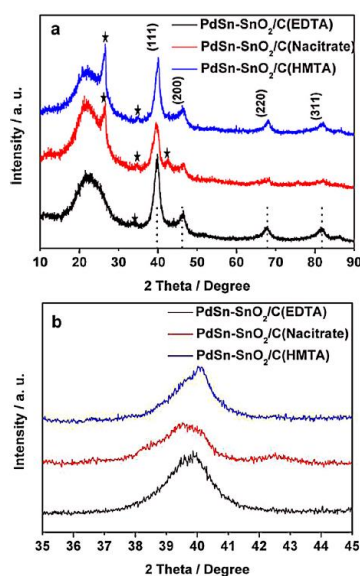 a
PdSn-SnO2/C(EDTA)
PdSn-SnO2/C(Nacitrate)
PdSn-SnO2/C(HMTA)
(111)
(200)
(220)
(311)
Intensity / a. u.
10 20 30 40 50 60 70 80 90
2 Theta / Degree
b
PdSn-SnO2/C(EDTA)
PdSn-SnO2/C(Nacitrate)
PdSn-SnO2/C(HMTA)
Intensity / a. u.
35 36 37 38 39 40 41 42 43 44 45
2 Theta / Degree